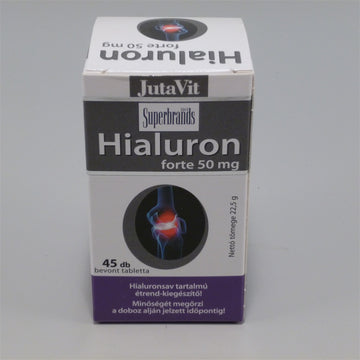 Hialuron
forte 50 mg
JutaVit
Superbrands
Hialuron
forte 50 mg
Nettó tömege 22,5 g
45 db
bevont tabletta
Hialuronsav tartalmú
étrend-kiegészítő!
Minőségét megőrzi
a doboz alján jelzett időpontig!